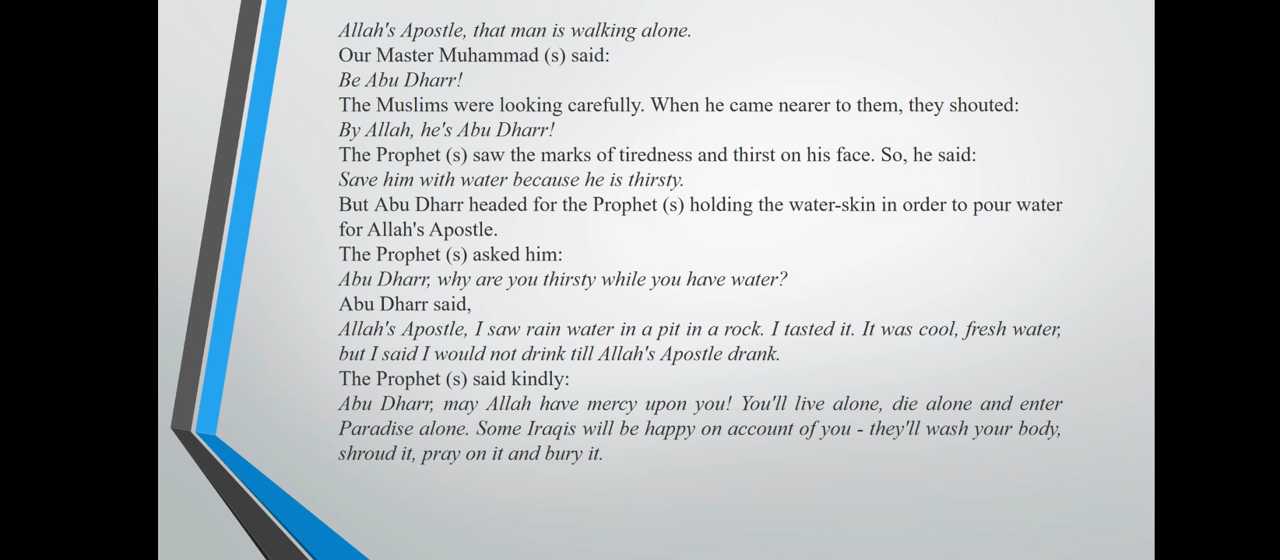 Allah's Apostle, that man is walking alone.
Our Master Muhammad (s) said:
Be Abu Dharr!
The Muslims were looking carefully. When he came nearer to them, they shouted:
By Allah, he's Abu Dharr!
The Prophet (s) saw the marks of tiredness and thirst on his face. So, he said:
Save him with water because he is thirsty.
But Abu Dharr headed for the Prophet (s) holding the water-skin in order to pour water
for Allah's Apostle.
The Prophet (s) asked him:
Abu Dharr, why are you thirsty while you have water?
Abu Dharr said,
Allah's Apostle, I saw rain water in a pit in a rock. I tasted it. It was cool, fresh water,
but I said I would not drink till Allah's Apostle drank.
The Prophet (s) said kindly:
Abu Dharr, may Allah have mercy upon you! You'll live alone, die alone and enter
Paradise alone. Some Iraqis will be happy on account of you - they'll wash your body,
shroud it, pray on it and bury it.